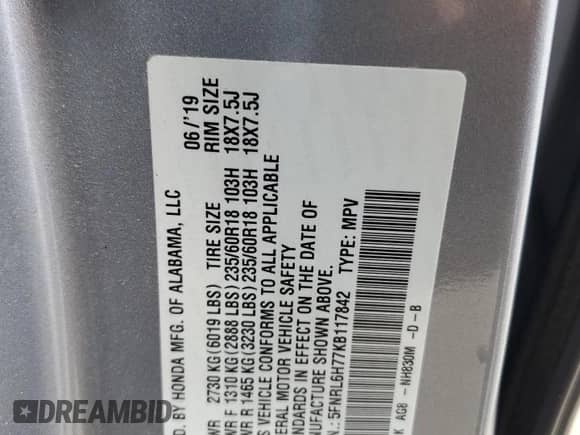 D. BY HONDA MFG. OF ALABAMA, LLC 06/'19
WR 2730 KG (6019 LBS) TIRE SIZE RIM SIZE
WR F 1310 KG (2888 LBS) 235/60R18 103H 18X7.5J
WR R 1465 KG (3230 LBS) 235/60R18 103H 18X7.5J
S VEHICLE CONFORMS TO ALL APPLICABLE
ERAL MOTOR VEHICLE SAFETY
NDARDS IN EFFECT ON THE DATE OF
NUFACTURE SHOWN ABOVE.
N.: 5FNRL6H77KB117842 TYPE: MPV
K AGB - NH830M -D-B
DREAMBID
DREAMBID